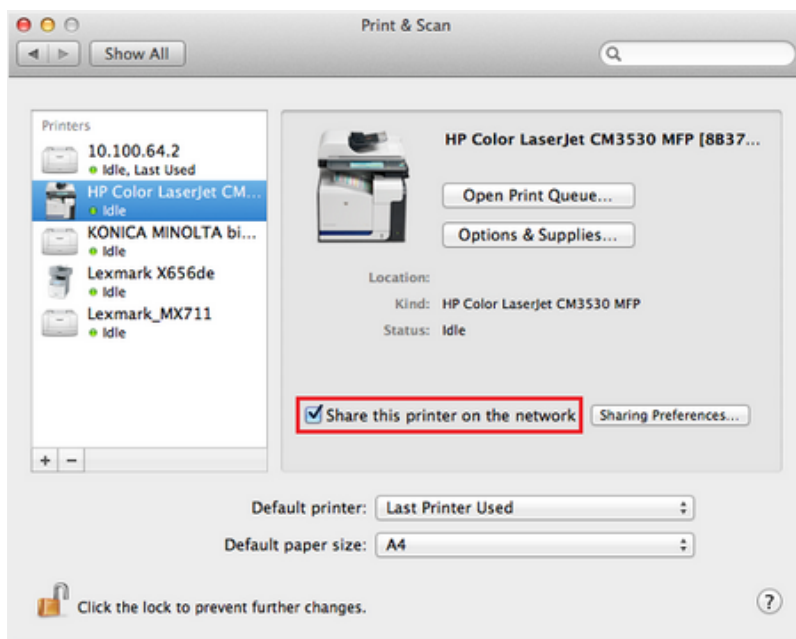 Print & Scan
Show All
Printers
10.100.64.2
Idle, Last Used
HP Color LaserJet CM...
Idle
KONICA MINOLTA bi...
Idle
Lexmark X656de
Idle
Lexmark_MX711
Idle
+ −
HP Color LaserJet CM3530 MFP [8B37...
Open Print Queue...
Options & Supplies...
Location:
Kind: HP Color LaserJet CM3530 MFP
Status: Idle
Share this printer on the network
Sharing Preferences...
Default printer: Last Printer Used
Default paper size: A4
Click the lock to prevent further changes.
?